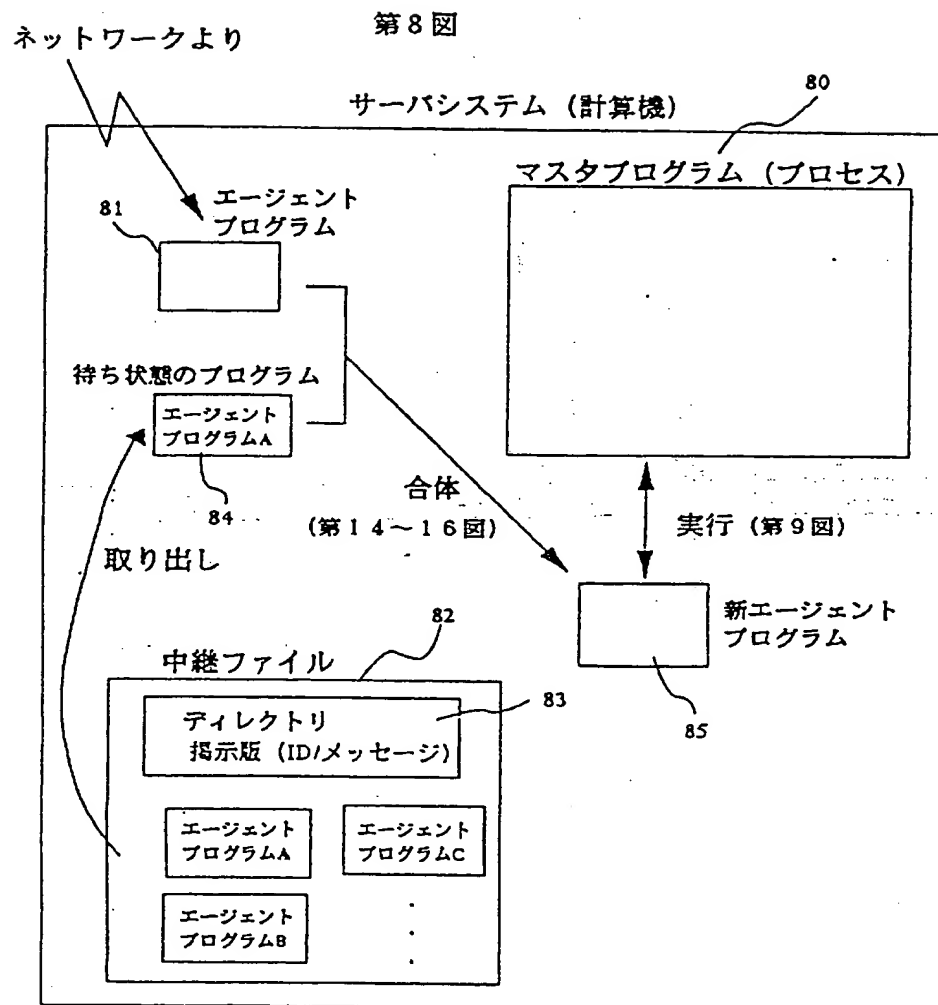 第8図
ネットワークより
サーバシステム (計算機)
80
マスタプログラム (プロセス)
エージェント
プログラム
81
待ち状態のプログラム
エージェント
プログラムA
84
合体
(第14～16図)
実行 (第9図)
取り出し
新エージェント
プログラム
85
82
中継ファイル
83
ディレクトリ
掲示版 (ID/メッセージ)
エージェント
プログラムA
エージェント
プログラムC
エージェント
プログラムB